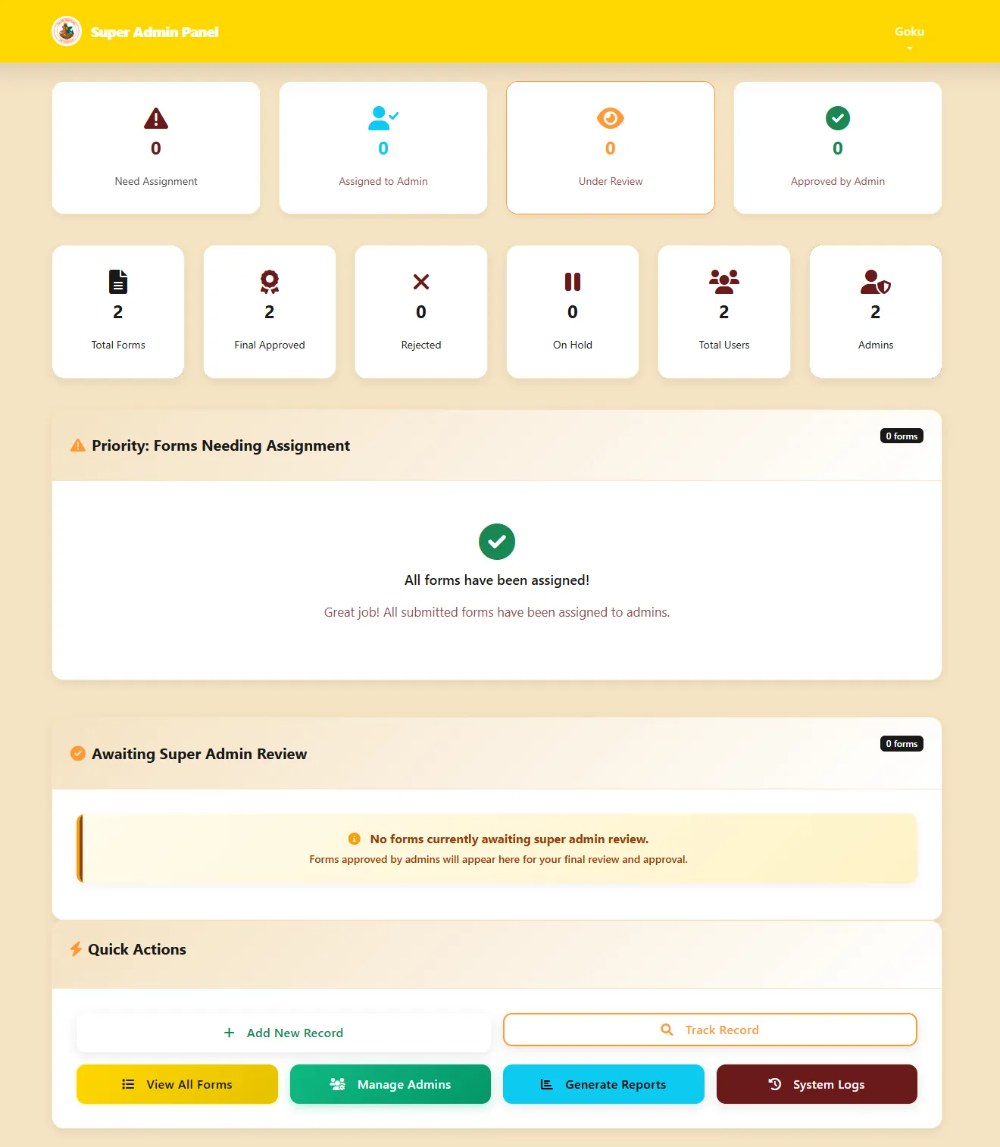 Super Admin Panel
Goku
0
Need Assignment
0
Assigned to Admin
0
Under Review
0
Approved by Admin
2
Total Forms
2
Final Approved
0
Rejected
0
On Hold
2
Total Users
2
Admins
Priority: Forms Needing Assignment
0 forms
All forms have been assigned!
Great job! All submitted forms have been assigned to admins.
Awaiting Super Admin Review
0 forms
No forms currently awaiting super admin review.
Forms approved by admins will appear here for your final review and approval.
Quick Actions
Add New Record
Track Record
View All Forms
Manage Admins
Generate Reports
System Logs